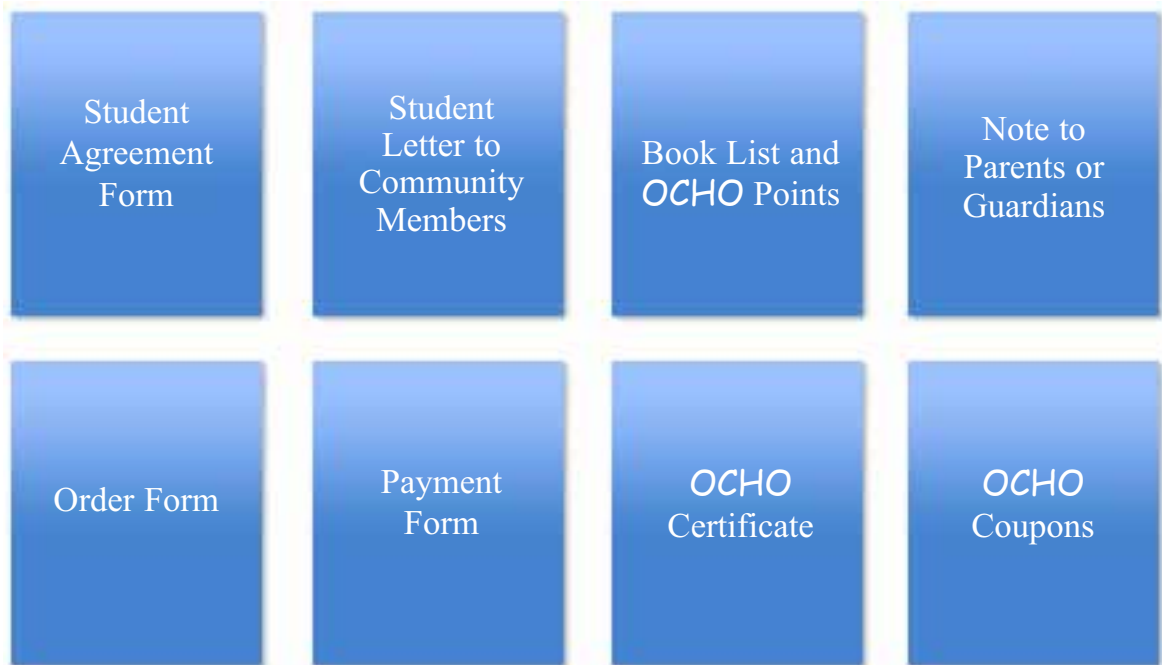 Student
Agreement
Form
Student
Letter to
Community
Members
Book List and
OCHO Points
Note to
Parents or
Guardians
Order Form
Payment
Form
OCHO
Certificate
OCHO
Coupons